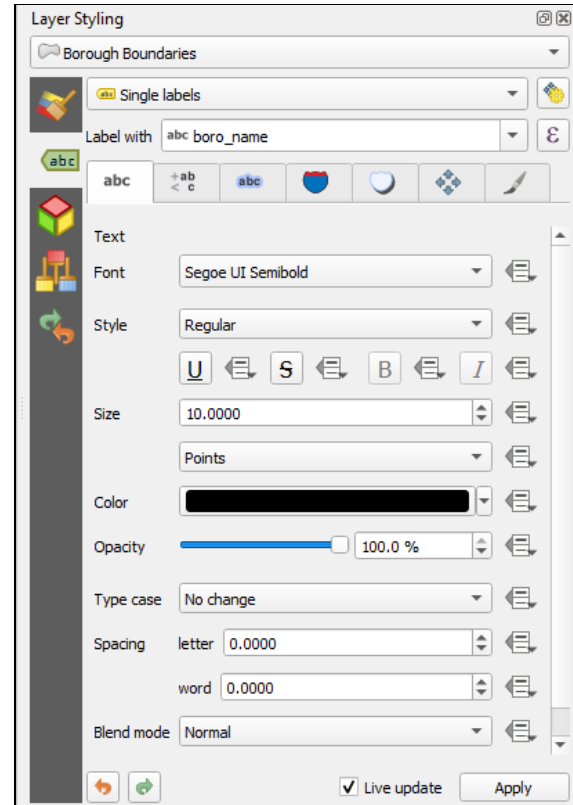 Layer Styling
Borough Boundaries
abc Single labels
Label with abc boro_name ε
abc
abc +ab < c abc
Text
Font Segoe UI Semibold
Style Regular
U S B I
Size 10.0000
Points
Color
Opacity 100.0 %
Type case No change
Spacing letter 0.0000
word 0.0000
Blend mode Normal
Live update Apply